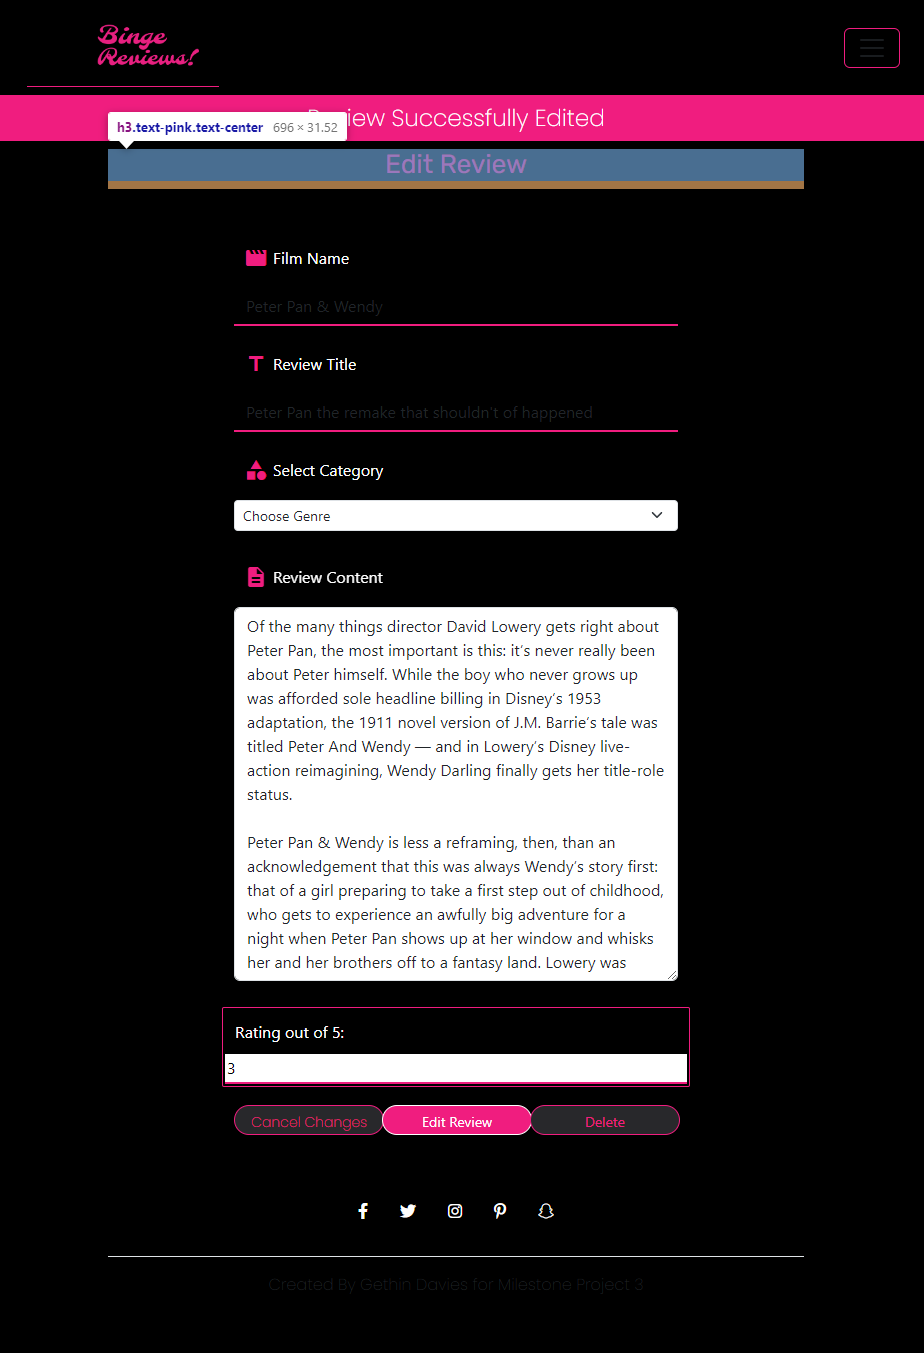 Binge
Reviews!
Review Successfully Edited
h3.text-pink.text-center 696 × 31.52
Edit Review
Film Name
Peter Pan & Wendy
Review Title
Peter Pan the remake that shouldn't of happened
Select Category
Choose Genre
Review Content
Of the many things director David Lowery gets right about
Peter Pan, the most important is this: it’s never really been
about Peter himself. While the boy who never grows up
was afforded sole headline billing in Disney’s 1953
adaptation, the 1911 novel version of J.M. Barrie’s tale was
titled Peter And Wendy — and in Lowery’s Disney live-
action reimagining, Wendy Darling finally gets her title-role
status.
Peter Pan & Wendy is less a reframing, then, than an
acknowledgement that this was always Wendy’s story first:
that of a girl preparing to take a first step out of childhood,
who gets to experience an awfully big adventure for a
night when Peter Pan shows up at her window and whisks
her and her brothers off to a fantasy land. Lowery was
Rating out of 5:
3
Cancel Changes Edit Review Delete
Created By Gethin Davies for Milestone Project 3